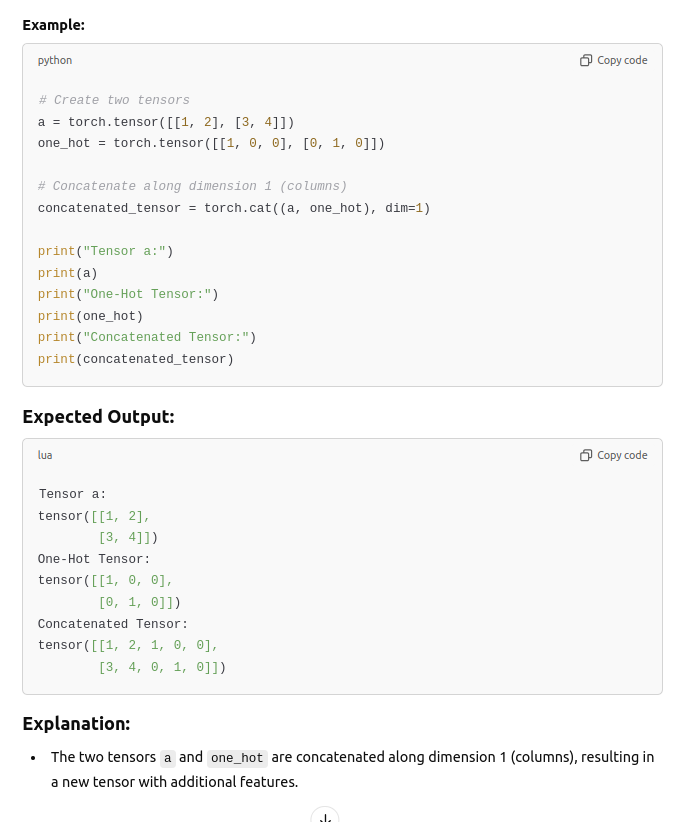 Example:
python
Copy code
# Create two tensors
a = torch.tensor([[1, 2], [3, 4]])
one_hot = torch.tensor([[1, 0, 0], [0, 1, 0]])
# Concatenate along dimension 1 (columns)
concatenated_tensor = torch.cat((a, one_hot), dim=1)
print("Tensor a:")
print(a)
print("One-Hot Tensor:")
print(one_hot)
print("Concatenated Tensor:")
print(concatenated_tensor)
Expected Output:
lua
Copy code
Tensor a:
tensor([[1, 2],
        [3, 4]])
One-Hot Tensor:
tensor([[1, 0, 0],
        [0, 1, 0]])
Concatenated Tensor:
tensor([[1, 2, 1, 0, 0],
        [3, 4, 0, 1, 0]])
Explanation:
• The two tensors a and one_hot are concatenated along dimension 1 (columns), resulting in
a new tensor with additional features.